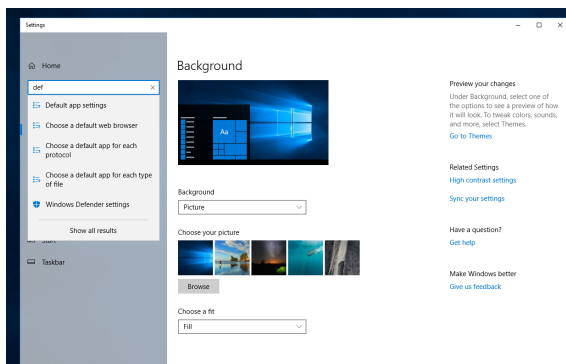 Settings
Home
def
Default app settings
Choose a default web browser
Choose a default app for each
protocol
Choose a default app for each type
of file
Windows Defender settings
Show all results
Start
Taskbar
Background
Aa
Background
Picture
Choose your picture
Browse
Choose a fit
Fill
Preview your changes
Under Background, select one of
the options to see a preview of how
it will look. To tweak colors, sounds,
and more, select Themes.
Go to Themes
Related Settings
High contrast settings
Sync your settings
Have a question?
Get help
Make Windows better
Give us feedback